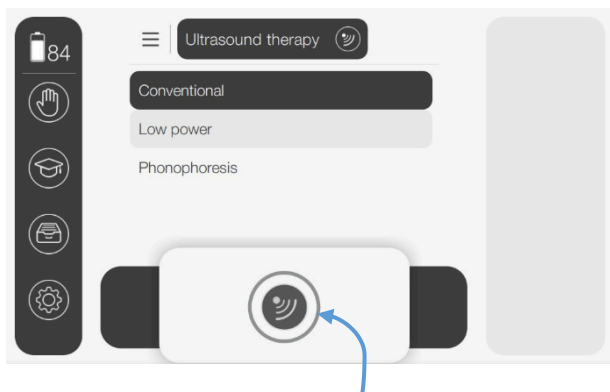 84
Ultrasound therapy
Conventional
Low power
Phonophoresis